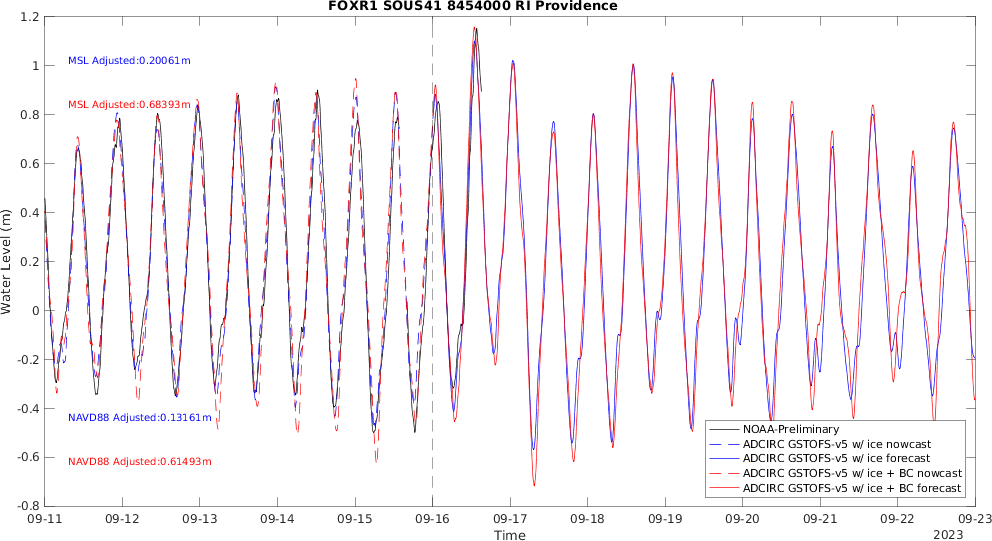 FOXR1 SOUS41 8454000 RI Providence
1.2
1
0.8
0.6
0.4
0.2
0
-0.2
-0.4
-0.6
-0.8
Water Level (m)
MSL Adjusted:0.20061m
MSL Adjusted:0.68393m
NAVD88 Adjusted:0.13161m
NAVD88 Adjusted:0.61493m
NOAA-Preliminary
ADCIRC GSTOFS-v5 w/ ice nowcast
ADCIRC GSTOFS-v5 w/ ice forecast
ADCIRC GSTOFS-v5 w/ ice + BC nowcast
ADCIRC GSTOFS-v5 w/ ice + BC forecast
09-11 09-12 09-13 09-14 09-15 09-16 09-17 09-18 09-19 09-20 09-21 09-22 09-23
Time
2023